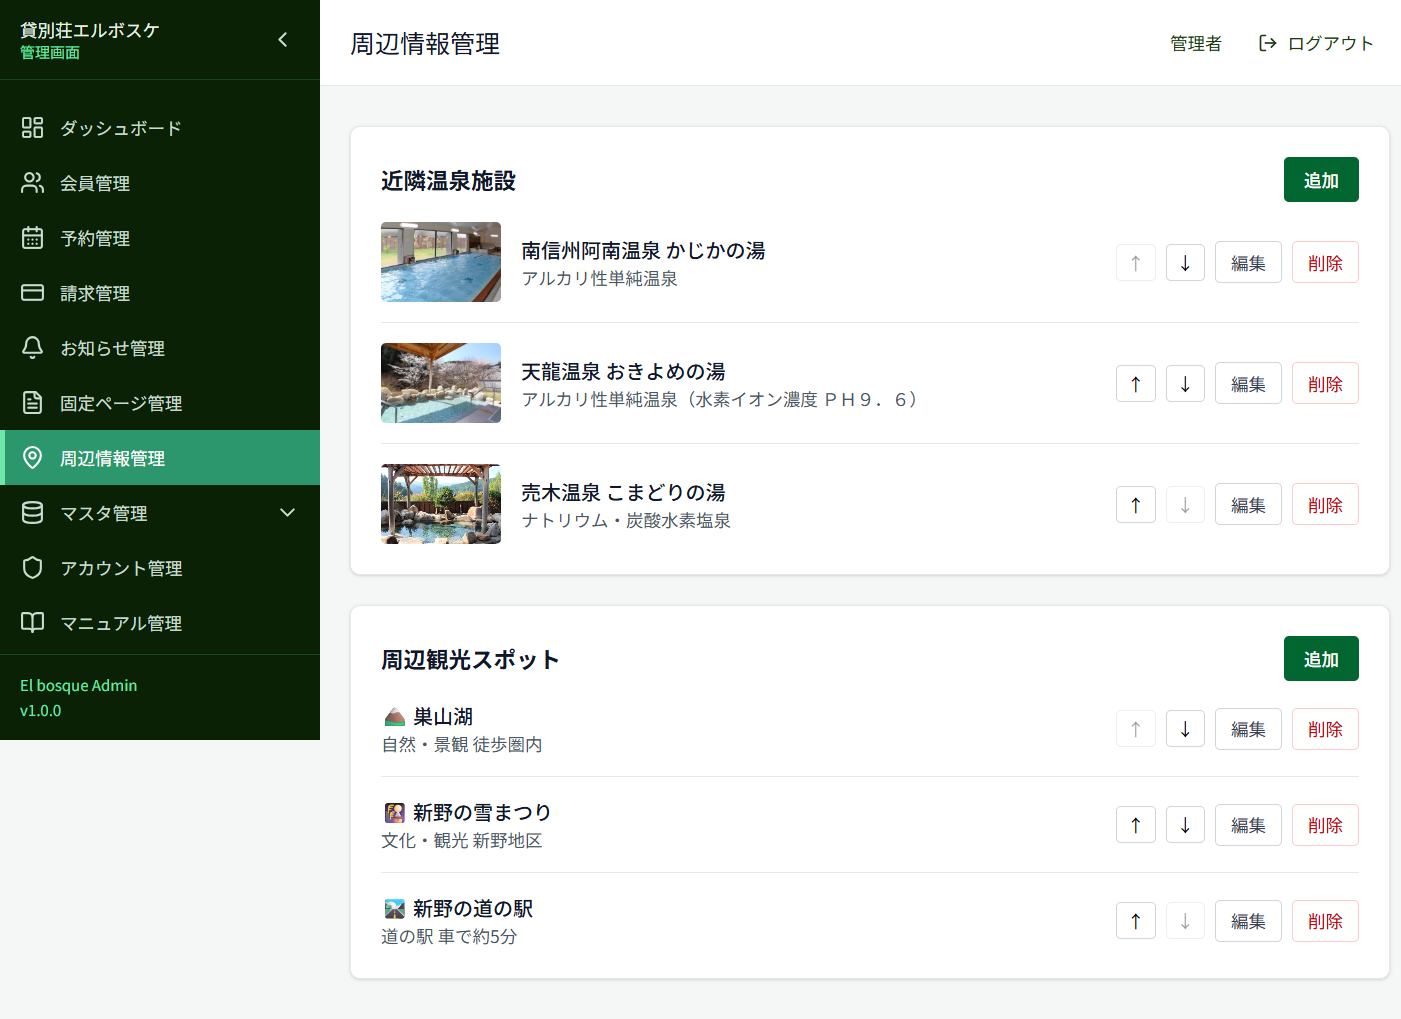 貸別荘エルボスケ
管理画面
ダッシュボード
会員管理
予約管理
請求管理
お知らせ管理
固定ページ管理
周辺情報管理
マスタ管理
アカウント管理
マニュアル管理
El bosque Admin
v1.0.0
周辺情報管理
管理者
ログアウト
近隣温泉施設
追加
南信州阿南温泉 かじかの湯
アルカリ性単純温泉
↑ ↓ 編集 削除
天龍温泉 おきよめの湯
アルカリ性単純温泉（水素イオン濃度 ＰＨ９．６）
↑ ↓ 編集 削除
売木温泉 こまどりの湯
ナトリウム・炭酸水素塩泉
↑ ↓ 編集 削除
周辺観光スポット
追加
巣山湖
自然・景観 徒歩圏内
↑ ↓ 編集 削除
新野の雪まつり
文化・観光 新野地区
↑ ↓ 編集 削除
新野の道の駅
道の駅 車で約5分
↑ ↓ 編集 削除